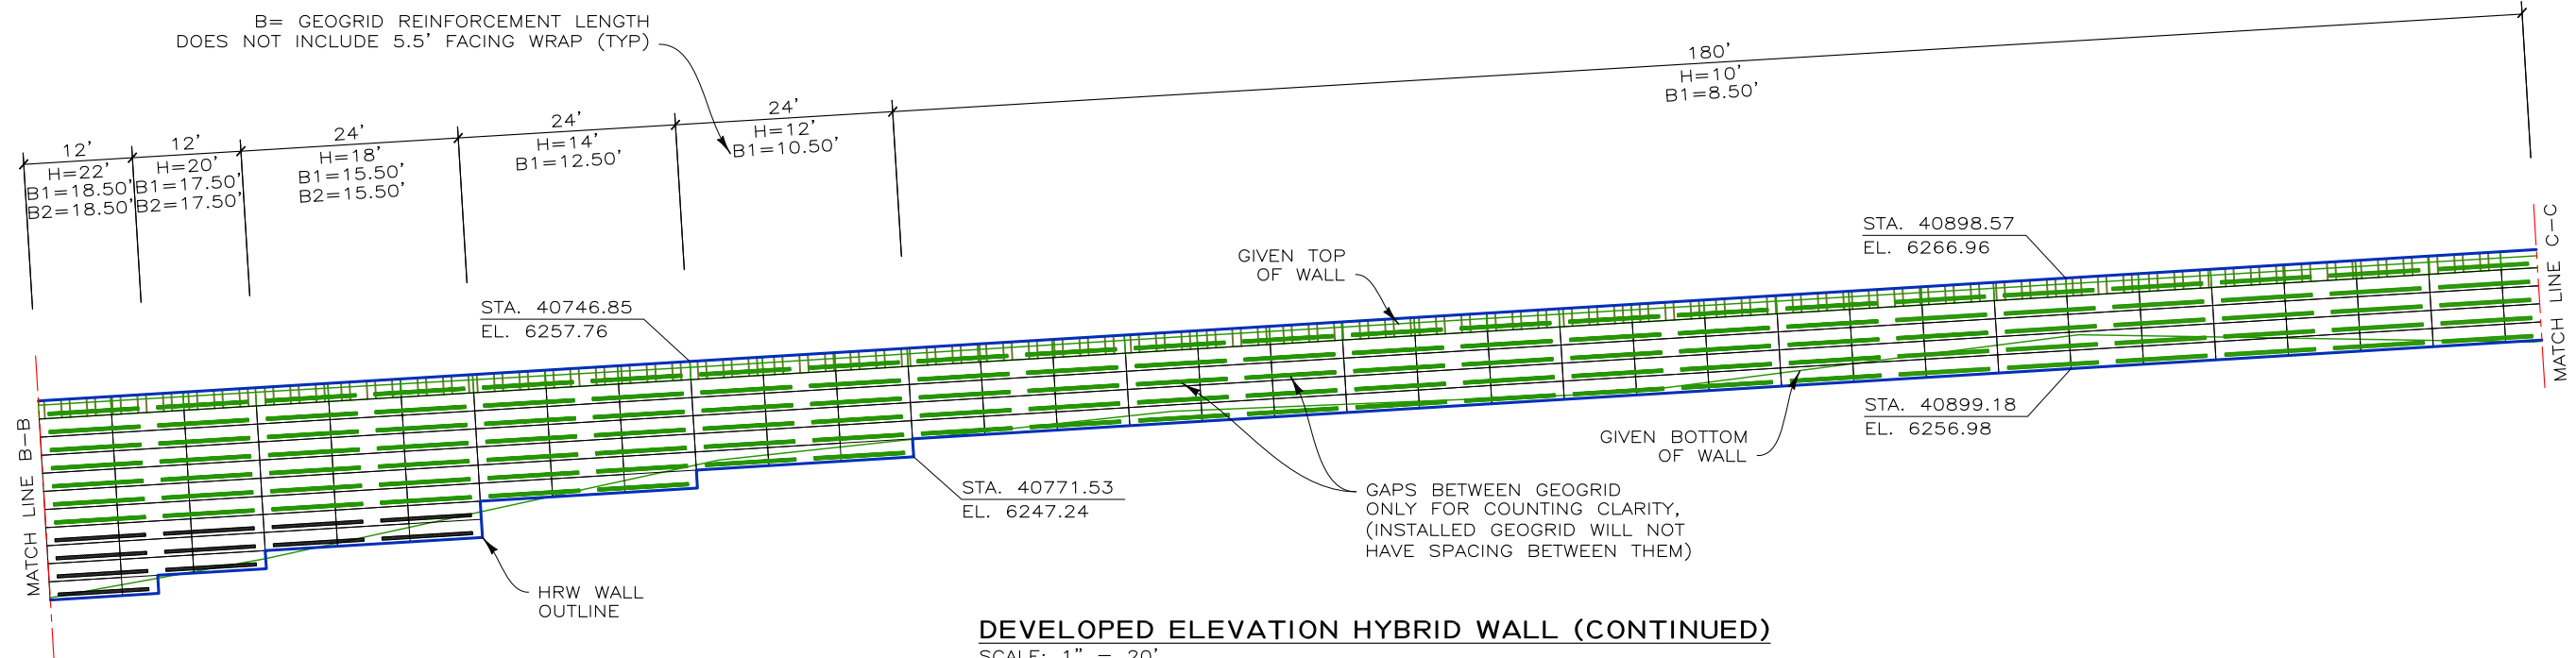 B= GEOGRID REINFORCEMENT LENGTH
DOES NOT INCLUDE 5.5' FACING WRAP (TYP)
12'
H=22'
B1=18.50'
B2=18.50'
12'
H=20'
B1=17.50'
B2=17.50'
24'
H=18'
B1=15.50'
B2=15.50'
24'
H=14'
B1=12.50'
24'
H=12'
B1=10.50'
180'
H=10'
B1=8.50'
STA. 40746.85
EL. 6257.76
GIVEN TOP
OF WALL
STA. 40898.57
EL. 6266.96
MATCH LINE C-C
MATCH LINE B-B
STA. 40899.18
EL. 6256.98
GIVEN BOTTOM
OF WALL
STA. 40771.53
EL. 6247.24
GAPS BETWEEN GEOGRID
ONLY FOR COUNTING CLARITY,
(INSTALLED GEOGRID WILL NOT
HAVE SPACING BETWEEN THEM)
HRW WALL
OUTLINE
DEVELOPED ELEVATION HYBRID WALL (CONTINUED)
SCALE: 1" = 20'